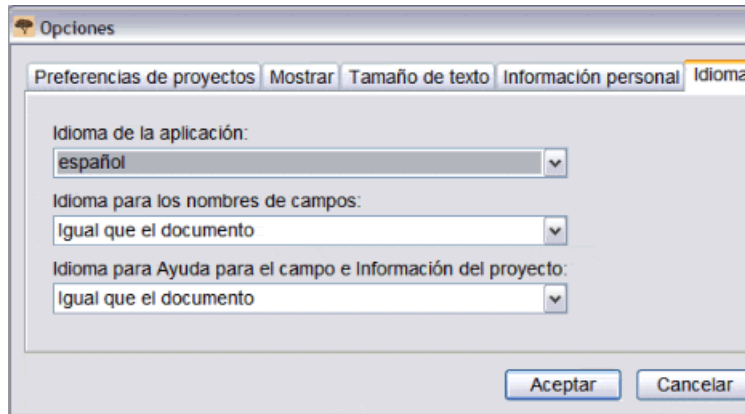 Opciones
Preferencias de proyectos Mostrar Tamaño de texto Información personal Idioma
Idioma de la aplicación:
español
Idioma para los nombres de campos:
Igual que el documento
Idioma para Ayuda para el campo e Información del proyecto:
Igual que el documento
Aceptar Cancelar